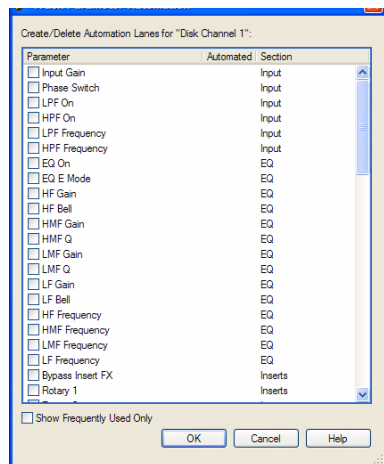 Create/Delete Automation Lanes for "Disk Channel 1":
Parameter Automated Section
Input Gain Input
Phase Switch Input
LPF On Input
HPF On Input
LPF Frequency Input
HPF Frequency Input
EQ On EQ
EQ E Mode EQ
HF Gain EQ
HF Bell EQ
HMF Gain EQ
HMF Q EQ
LMF Gain EQ
LMF Q EQ
LF Gain EQ
LF Bell EQ
HF Frequency EQ
HMF Frequency EQ
LMF Frequency EQ
LF Frequency EQ
Bypass Insert FX Inserts
Rotary 1 Inserts
Show Frequently Used Only
OK Cancel Help